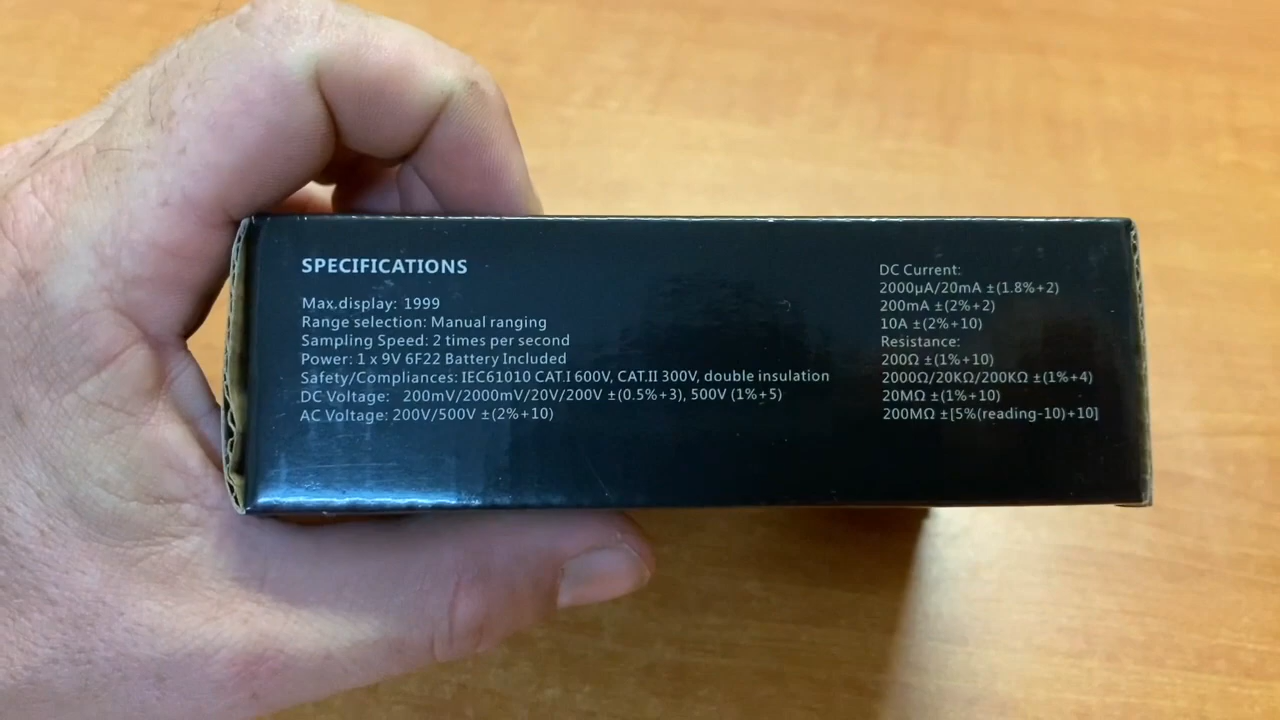 SPECIFICATIONS
Max.display: 1999
Range selection: Manual ranging
Sampling Speed: 2 times per second
Power: 1 x 9V 6F22 Battery Included
Safety/Compliances: IEC61010 CAT.I 600V, CAT.II 300V, double insulation
DC Voltage: 200mV/2000mV/20V/200V ±(0.5%+3), 500V (1%+5)
AC Voltage: 200V/500V ±(2%+10)
DC Current:
2000µA/20mA ±(1.8%+2)
200mA ±(2%+2)
10A ±(2%+10)
Resistance:
200Ω ±(1%+10)
2000Ω/20KΩ/200KΩ ±(1%+4)
20MΩ ±(1%+10)
200MΩ ±[5%(reading-10)+10]